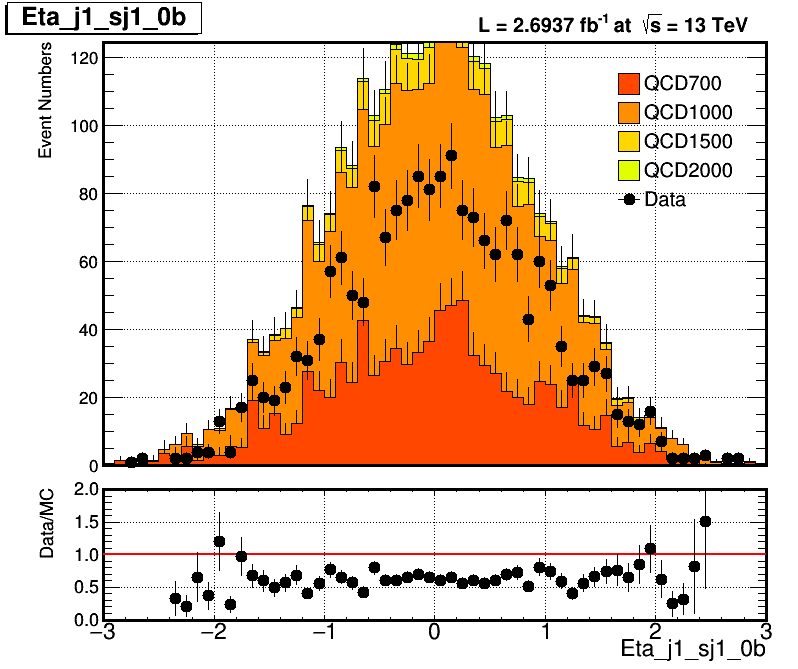 Eta_j1_sj1_0b
L = 2.6937 fb⁻¹ at √s = 13 TeV
Event Numbers
120
100
80
60
40
20
0
QCD700
QCD1000
QCD1500
QCD2000
Data
Data/MC
2.0
1.5
1.0
0.5
0.0
−3 −2 −1 0 1 2 3
Eta_j1_sj1_0b